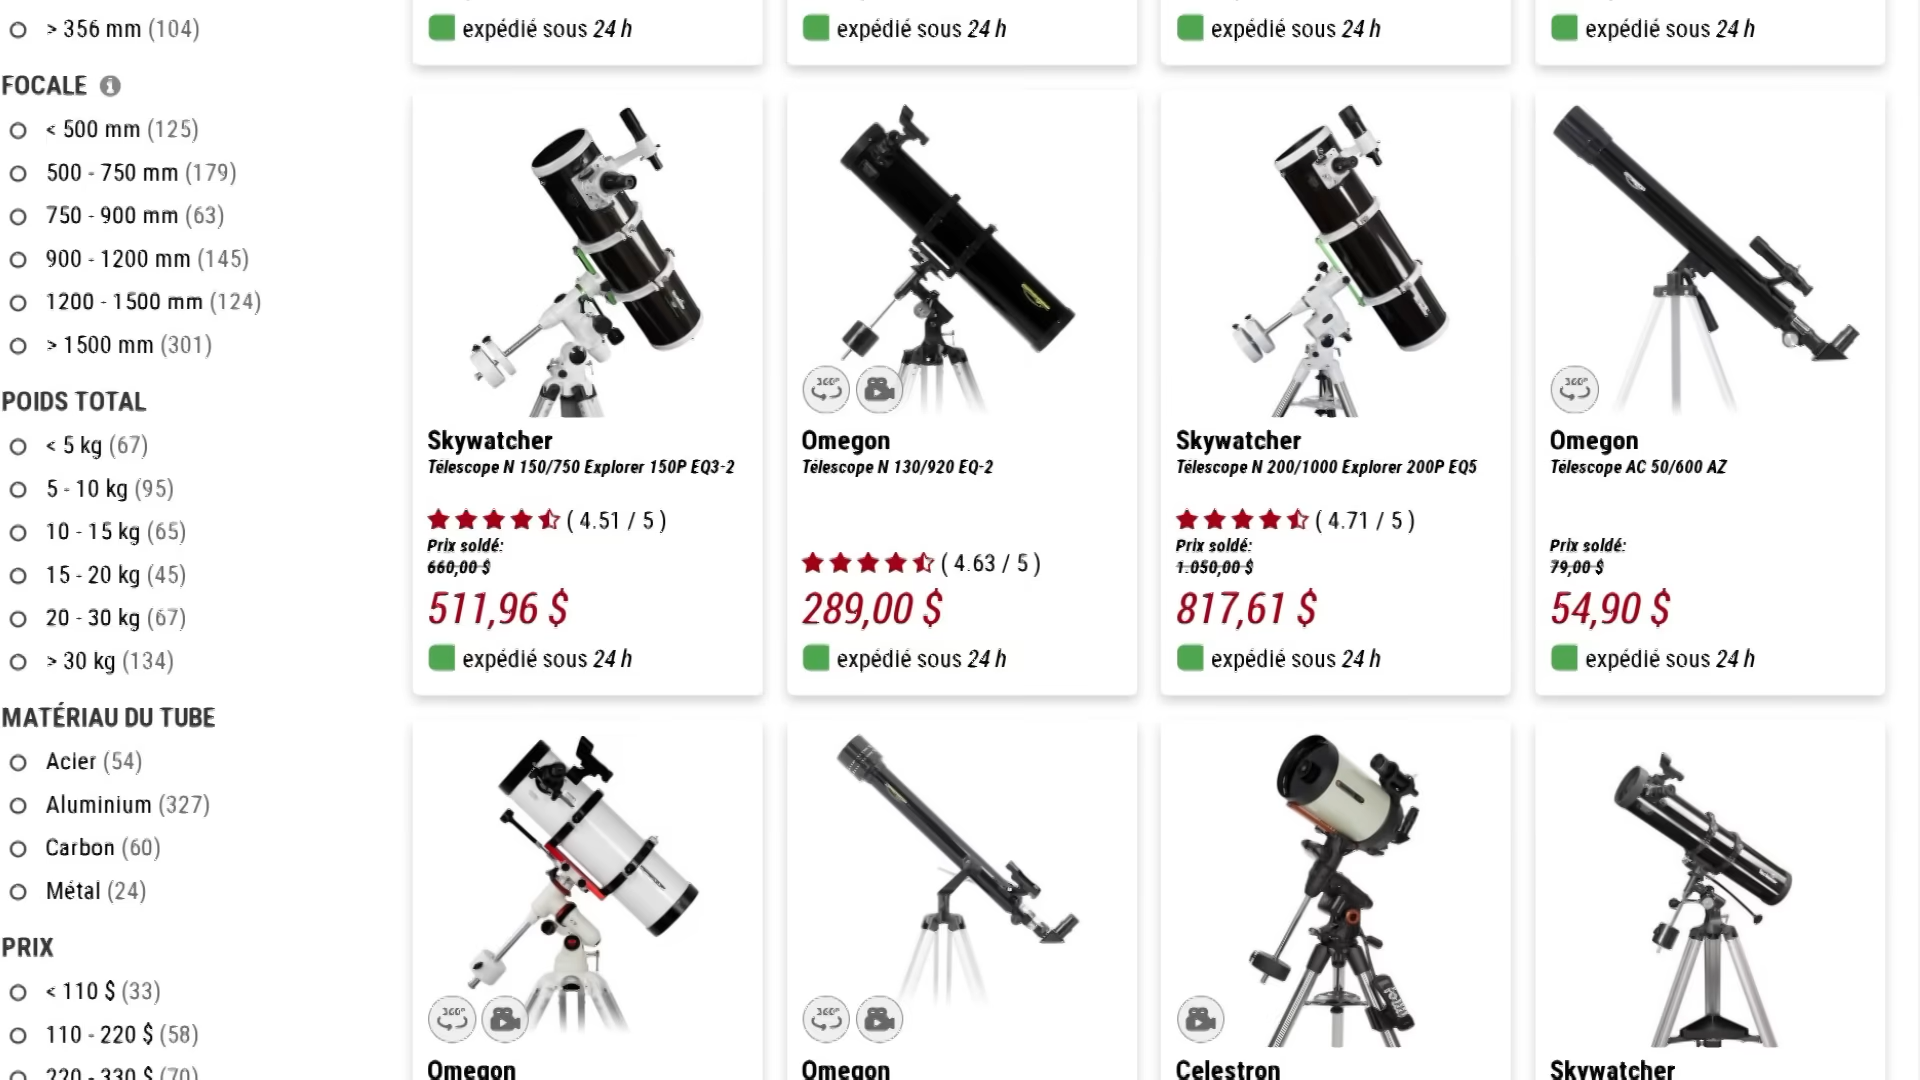 > 356 mm (104)
FOCALE
< 500 mm (125)
500 - 750 mm (179)
750 - 900 mm (63)
900 - 1200 mm (145)
1200 - 1500 mm (124)
> 1500 mm (301)
POIDS TOTAL
< 5 kg (67)
5 - 10 kg (95)
10 - 15 kg (65)
15 - 20 kg (45)
20 - 30 kg (67)
> 30 kg (134)
MATÉRIAU DU TUBE
Acier (54)
Aluminium (327)
Carbon (60)
Métal (24)
PRIX
< 110 $ (33)
110 - 220 $ (58)
220 - 330 $ (70)
expédié sous 24 h
expédié sous 24 h
expédié sous 24 h
expédié sous 24 h
Skywatcher
Télescope N 150/750 Explorer 150P EQ3-2
( 4.51 / 5 )
Prix soldé:
660,00 $
511,96 $
expédié sous 24 h
360°
Omegon
Télescope N 130/920 EQ-2
( 4.63 / 5 )
289,00 $
expédié sous 24 h
Skywatcher
Télescope N 200/1000 Explorer 200P EQ5
( 4.71 / 5 )
Prix soldé:
1.050,00 $
817,61 $
expédié sous 24 h
360°
Omegon
Télescope AC 50/600 AZ
Prix soldé:
79,00 $
54,90 $
expédié sous 24 h
360°
Omegon
360°
Omegon
Celestron
Skywatcher